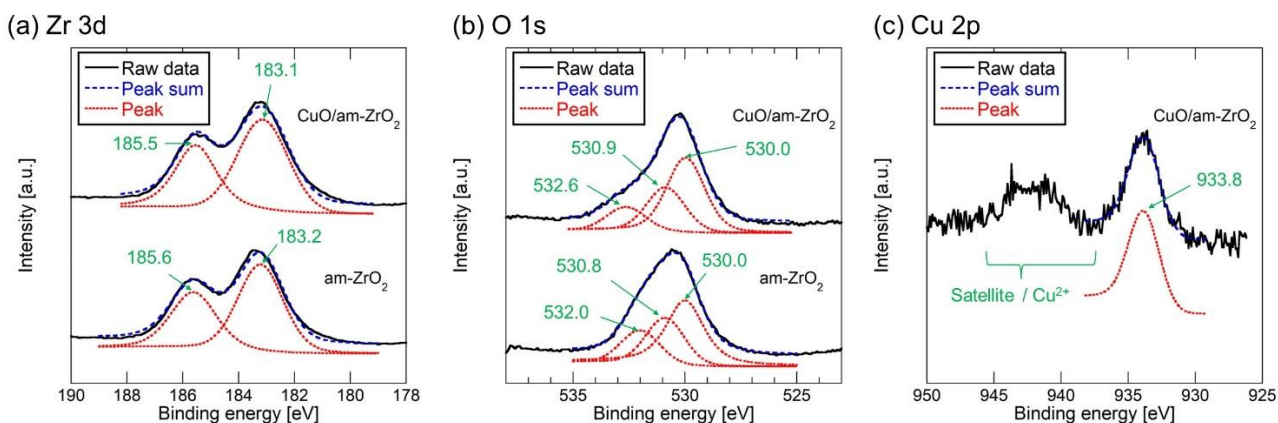 (a) Zr 3d
Raw data
Peak sum
Peak
183.1
CuO/am-ZrO₂
185.5
183.2
185.6
am-ZrO₂
Intensity [a.u.]
190 188 186 184 182 180 178
Binding energy [eV]
(b) O 1s
Raw data
Peak sum
Peak
CuO/am-ZrO₂
530.9
530.0
532.6
530.8
530.0
532.0
am-ZrO₂
Intensity [a.u.]
535 530 525
Binding energy [eV]
(c) Cu 2p
Raw data
Peak sum
Peak
CuO/am-ZrO₂
933.8
Satellite / Cu²⁺
Intensity [a.u.]
950 945 940 935 930 925
Binding energy [eV]